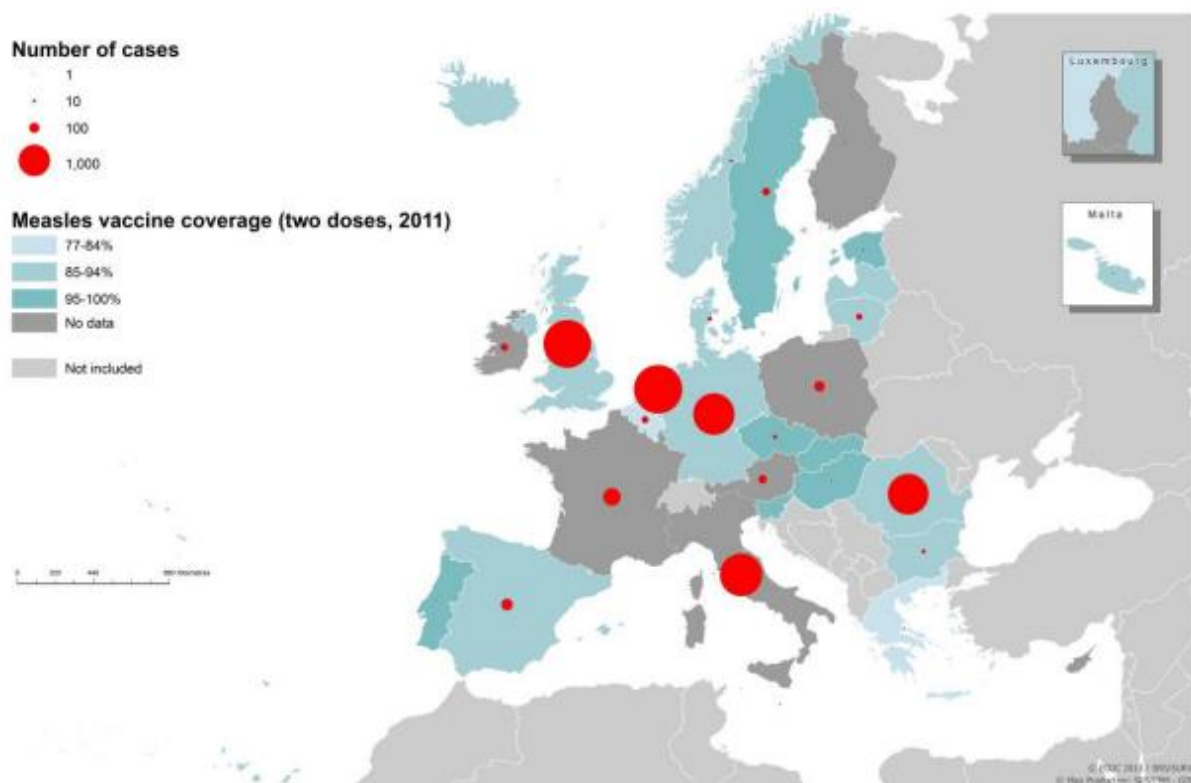 Number of cases
1
10
100
1,000
Measles vaccine coverage (two doses, 2011)
77-84%
85-94%
95-100%
No data
Not included
Luxembourg
Malta
0